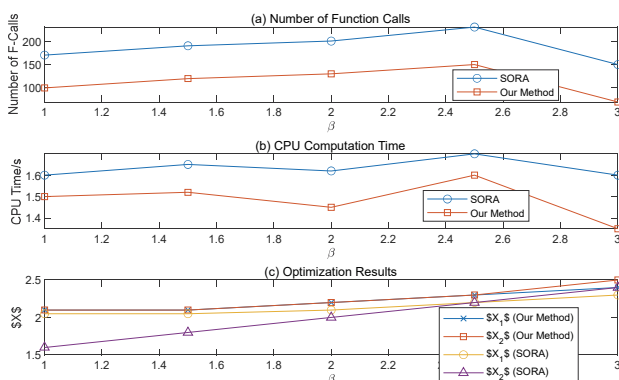 (a) Number of Function Calls
Number of F-Calls
200
150
100
SORA
Our Method
1 1.2 1.4 1.6 1.8 2 2.2 2.4 2.6 2.8 3
β
(b) CPU Computation Time
CPU Time/s
1.6
1.5
1.4
SORA
Our Method
1 1.2 1.4 1.6 1.8 2 2.2 2.4 2.6 2.8 3
β
(c) Optimization Results
$X$
2.5
2
1.5
$X_1$ (Our Method)
$X_2$ (Our Method)
$X_1$ (SORA)
$X_2$ (SORA)
1 1.2 1.4 1.6 1.8 2 2.2 2.4 2.6 2.8 3
β